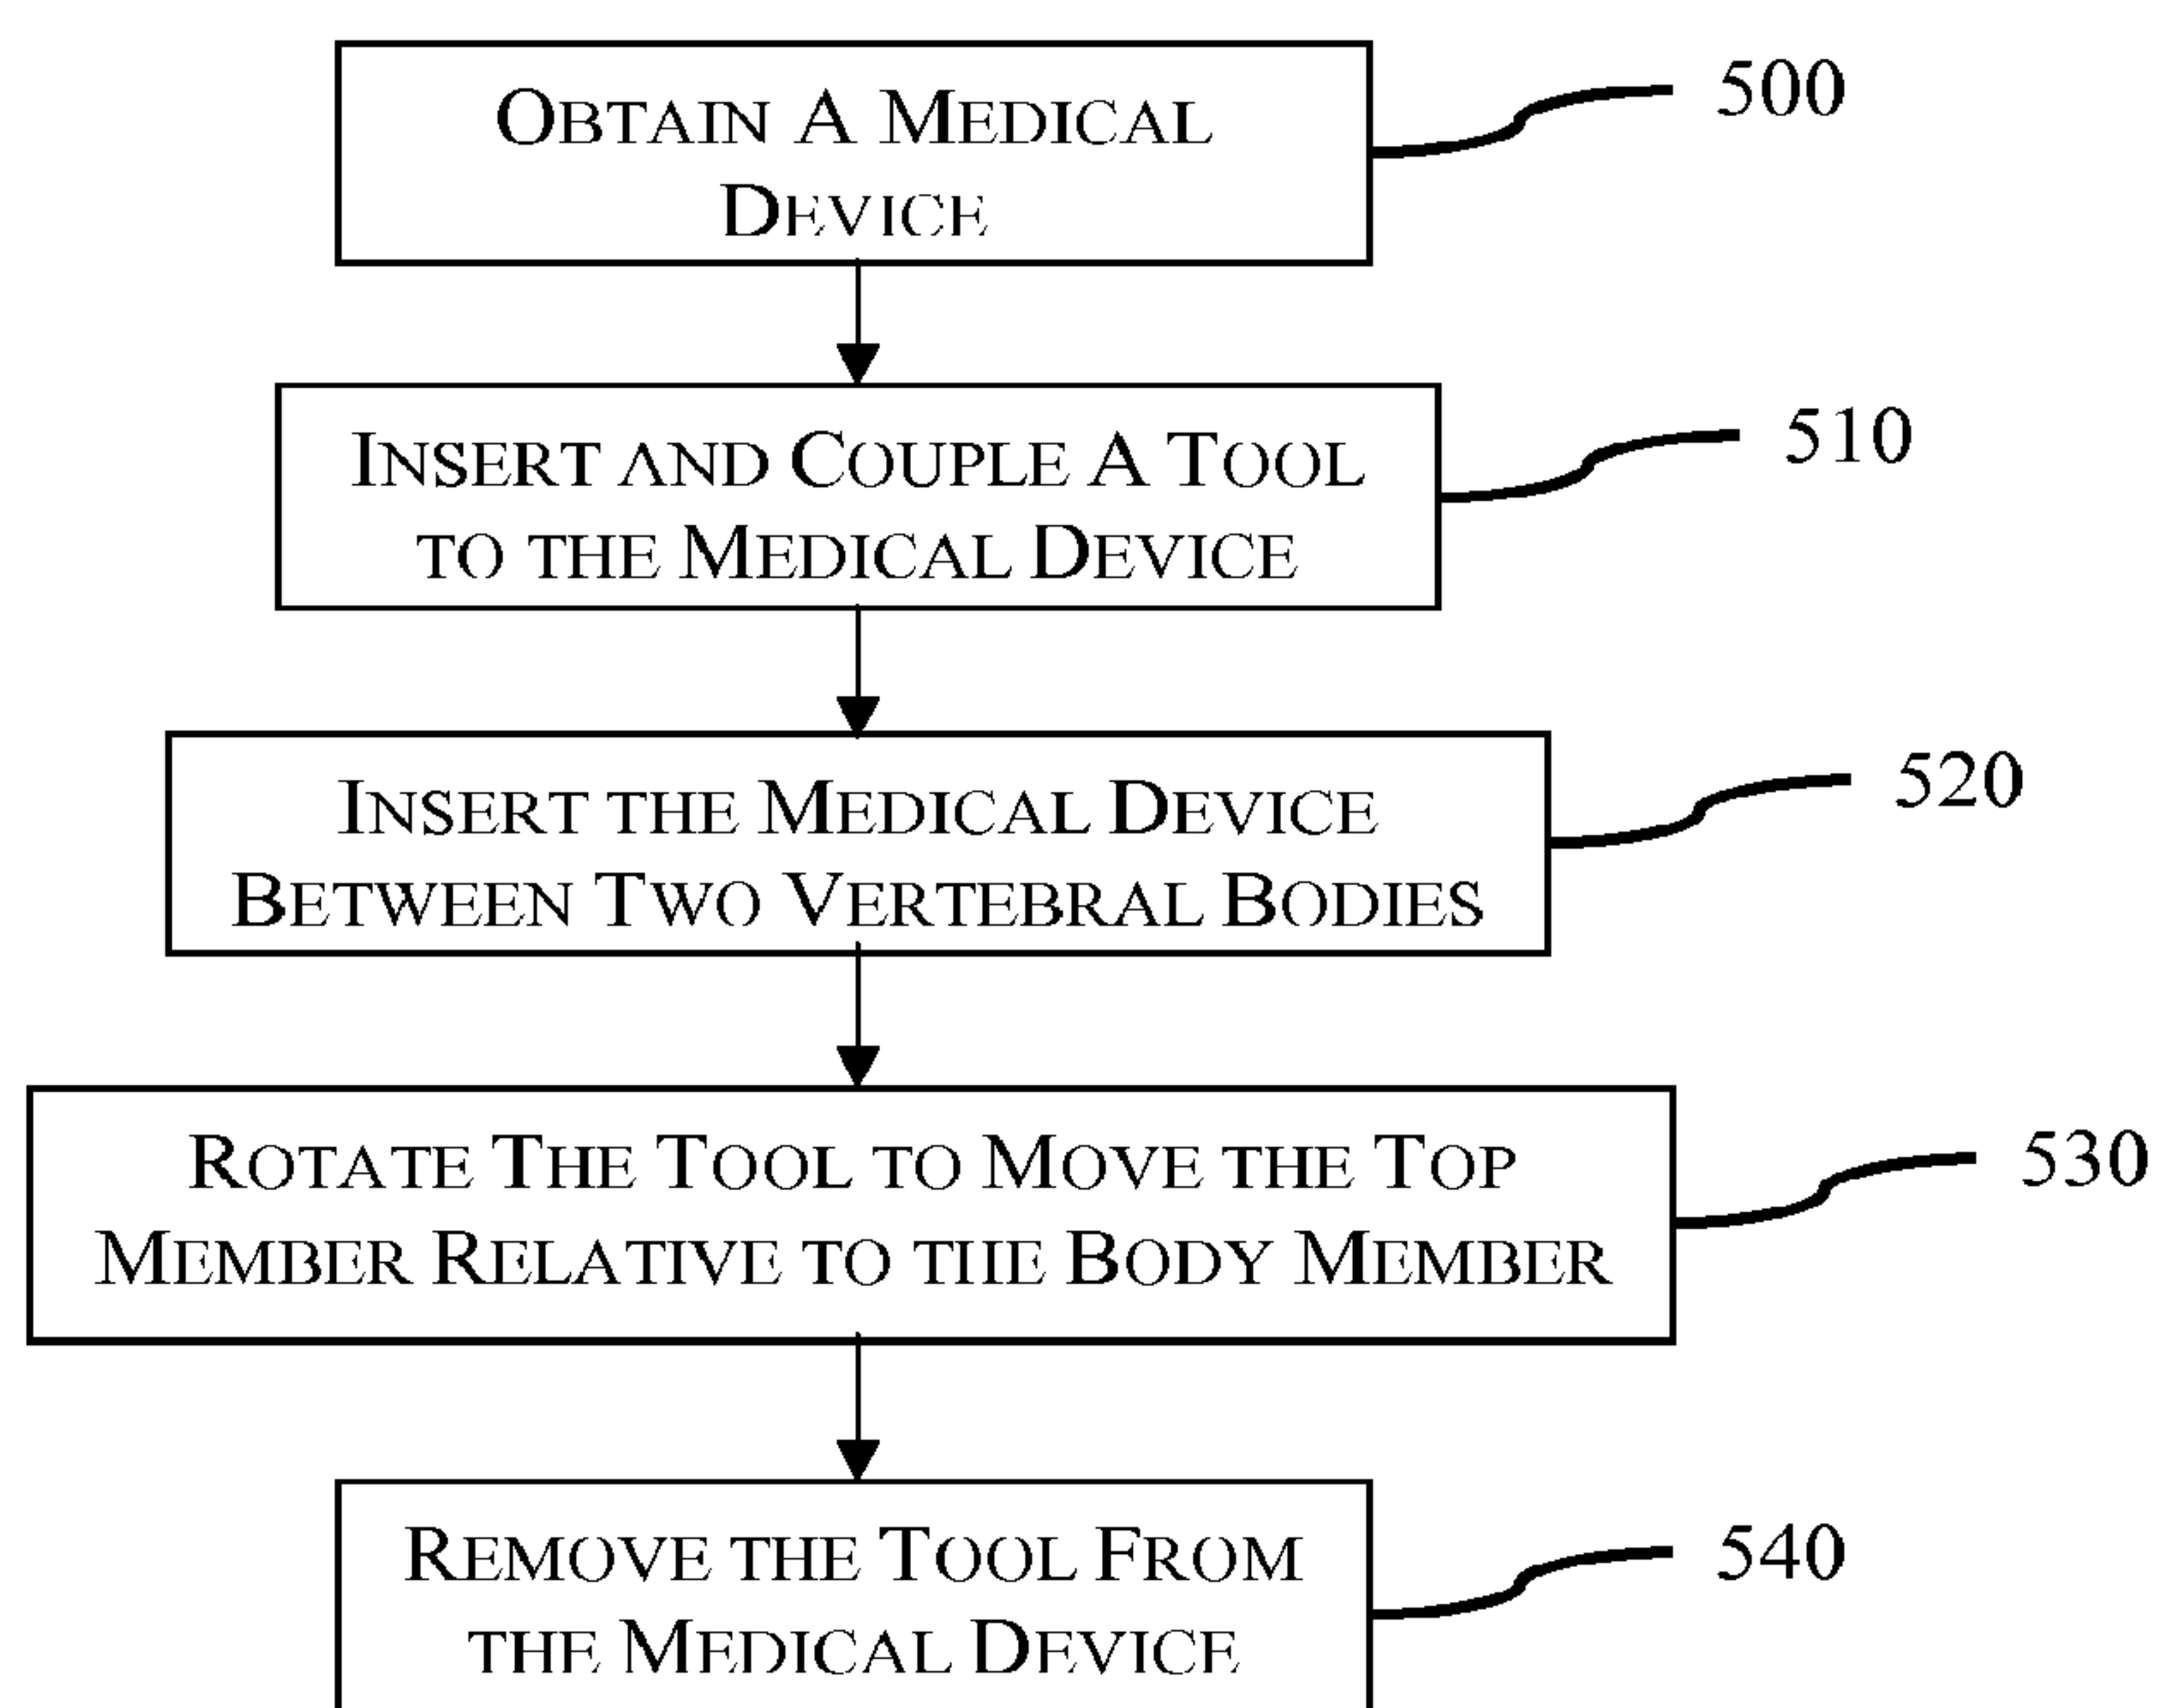 OBTAIN A MEDICAL
DEVICE
500
INSERT AND COUPLE A TOOL
TO THE MEDICAL DEVICE
510
INSERT THE MEDICAL DEVICE
BETWEEN TWO VERTEBRAL BODIES
520
ROTATE THE TOOL TO MOVE THE TOP
MEMBER RELATIVE TO THE BODY MEMBER
530
REMOVE THE TOOL FROM
THE MEDICAL DEVICE
540